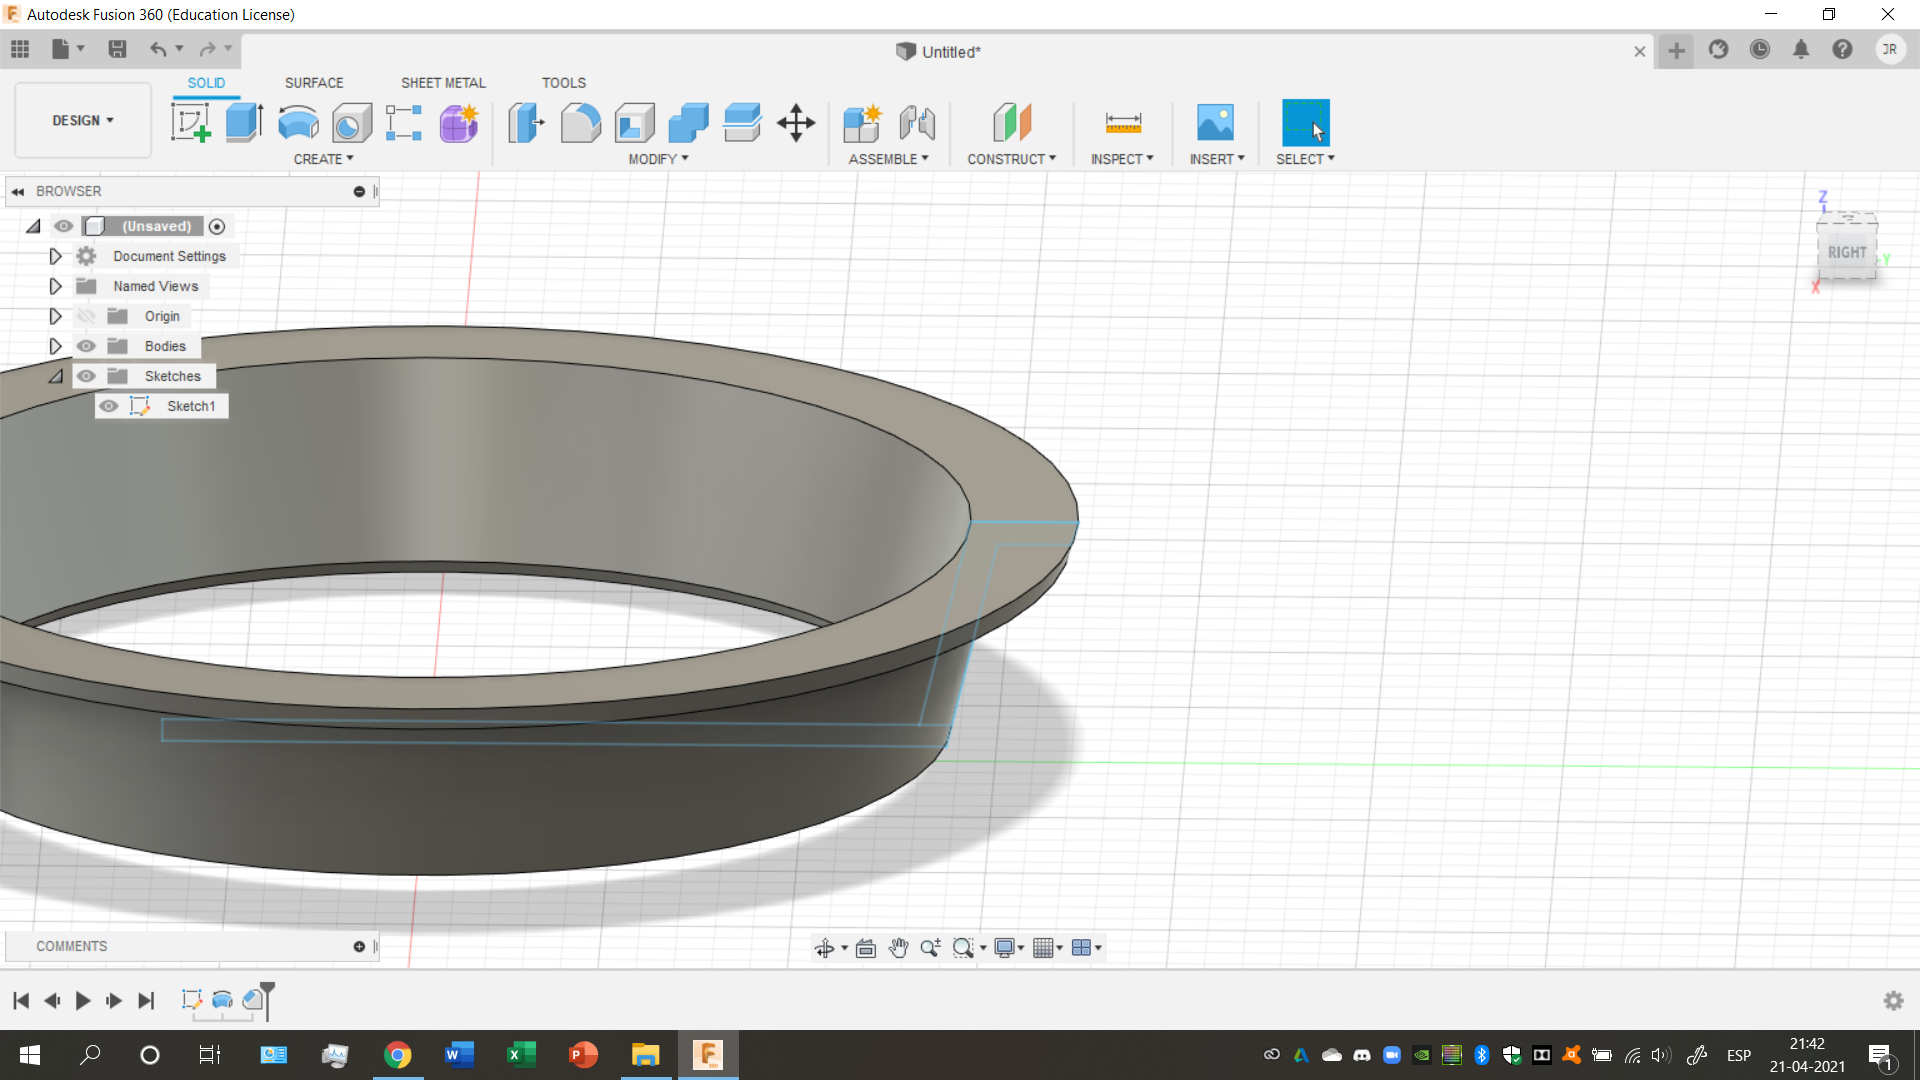 Autodesk Fusion 360 (Education License)
Untitled*
JR
SOLID SURFACE SHEET METAL TOOLS
DESIGN
CREATE MODIFY ASSEMBLE CONSTRUCT INSPECT INSERT SELECT
BROWSER
(Unsaved)
Document Settings
Named Views
Origin
Bodies
Sketches
Sketch1
Z
RIGHT
Y
X
COMMENTS
ESP
21:42
21-04-2021
1